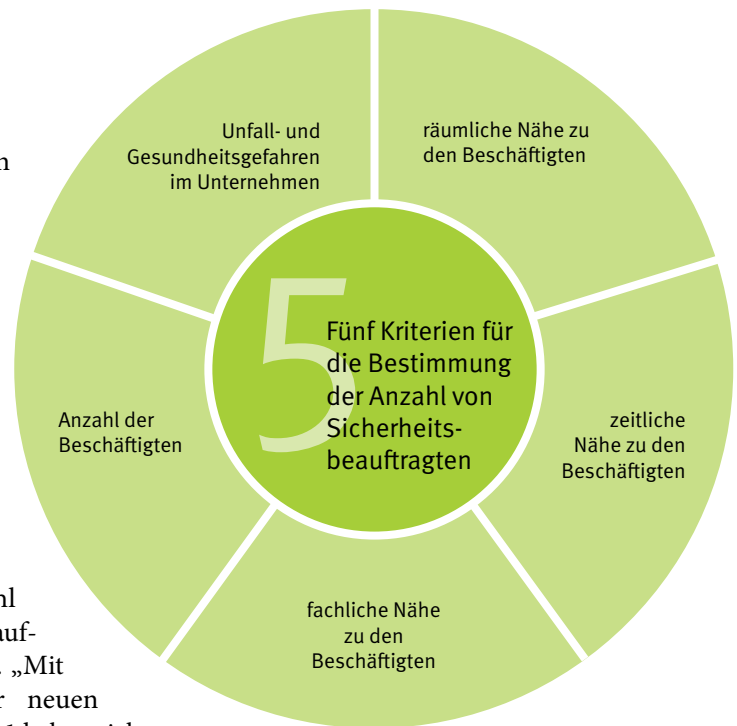 Unfall- und
Gesundheitsgefahren
im Unternehmen
räumliche Nähe zu
den Beschäftigten
zeitliche
Nähe zu den
Beschäftigten
fachliche Nähe
zu den
Beschäftigten
Anzahl der
Beschäftigten
5
Fünf Kriterien für
die Bestimmung
der Anzahl von
Sicherheits-
beauftragten
auf-
„Mit
neuen